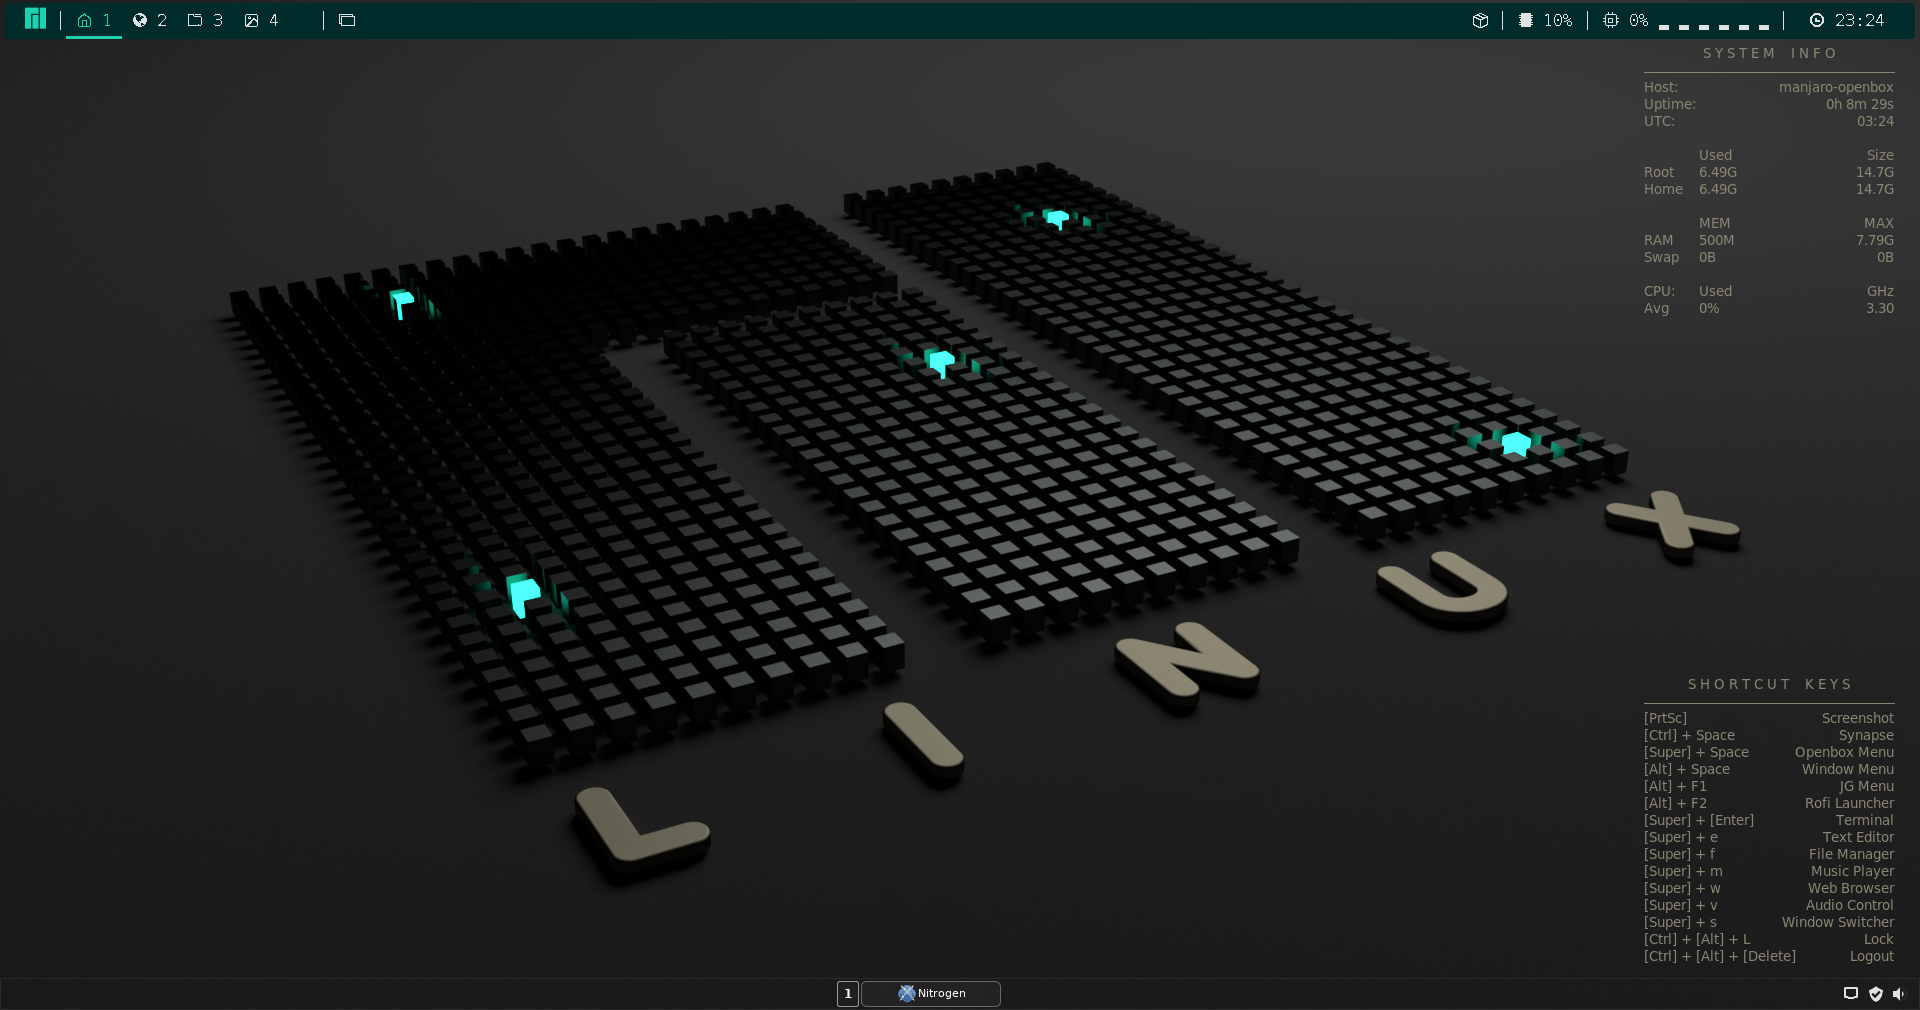 1 2 3 4 10% 0% 23:24
SYSTEM INFO
Host: manjaro-openbox
Uptime: 0h 8m 29s
UTC: 03:24
Used Size
Root 6.49G 14.7G
Home 6.49G 14.7G
MEM MAX
RAM 500M 7.79G
Swap 0B 0B
CPU: Used GHz
Avg 0% 3.30
LINUX
SHORTCUT KEYS
[PrtSc] Screenshot
[Ctrl] + Space Synapse
[Super] + Space Openbox Menu
[Alt] + Space Window Menu
[Alt] + F1 JG Menu
[Alt] + F2 Rofi Launcher
[Super] + [Enter] Terminal
[Super] + e Text Editor
[Super] + f File Manager
[Super] + m Music Player
[Super] + w Web Browser
[Super] + v Audio Control
[Super] + s Window Switcher
[Ctrl] + [Alt] + L Lock
[Ctrl] + [Alt] + [Delete] Logout
1 Nitrogen